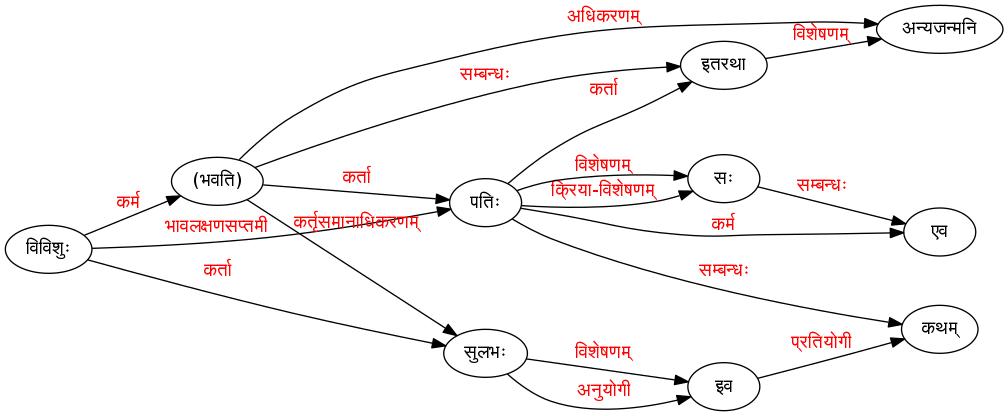 अधिकरणम्
अन्यजन्मनि
विशेषणम्
सम्बन्धः
इतरथा
कर्ता
विशेषणम्
सः
(भवति)
कर्ता
क्रिया-विशेषणम्
सम्बन्धः
कर्म
पतिः
भावलक्षणसप्तमी
कर्तृसमानाधिकरणम्
कर्म
एव
विविशुः
कर्ता
सम्बन्धः
कथम्
प्रतियोगी
सुलभः
विशेषणम्
इव
अनुयोगी